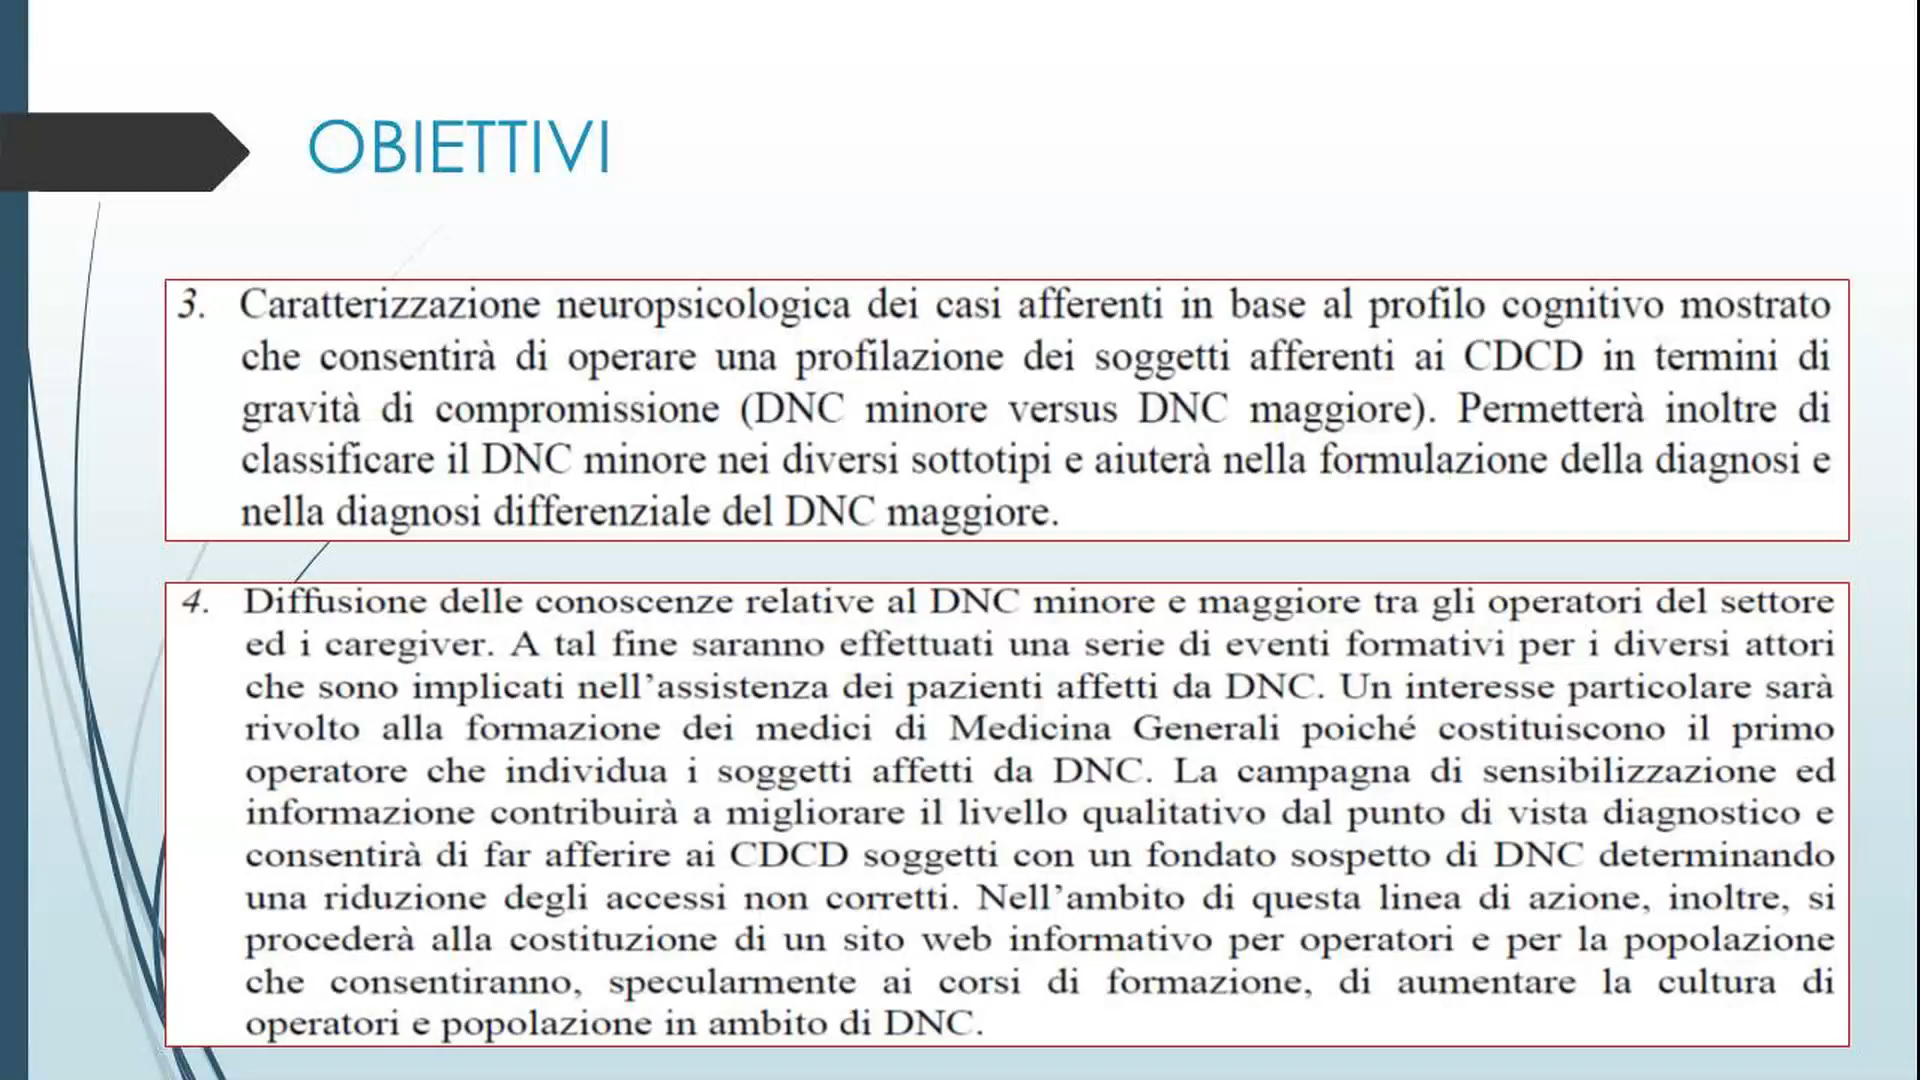 OBIETTIVI
3. Caratterizzazione neuropsicologica dei casi afferenti in base al profilo cognitivo mostrato
che consentirà di operare una profilazione dei soggetti afferenti ai CDCD in termini di
gravità di compromissione (DNC minore versus DNC maggiore). Permetterà inoltre di
classificare il DNC minore nei diversi sottotipi e aiuterà nella formulazione della diagnosi e
nella diagnosi differenziale del DNC maggiore.
4. Diffusione delle conoscenze relative al DNC minore e maggiore tra gli operatori del settore
ed i caregiver. A tal fine saranno effettuati una serie di eventi formativi per i diversi attori
che sono implicati nell’assistenza dei pazienti affetti da DNC. Un interesse particolare sarà
rivolto alla formazione dei medici di Medicina Generali poiché costituiscono il primo
operatore che individua i soggetti affetti da DNC. La campagna di sensibilizzazione ed
informazione contribuirà a migliorare il livello qualitativo dal punto di vista diagnostico e
consentirà di far afferire ai CDCD soggetti con un fondato sospetto di DNC determinando
una riduzione degli accessi non corretti. Nell’ambito di questa linea di azione, inoltre, si
procederà alla costituzione di un sito web informativo per operatori e per la popolazione
che consentiranno, specularmente ai corsi di formazione, di aumentare la cultura di
operatori e popolazione in ambito di DNC.